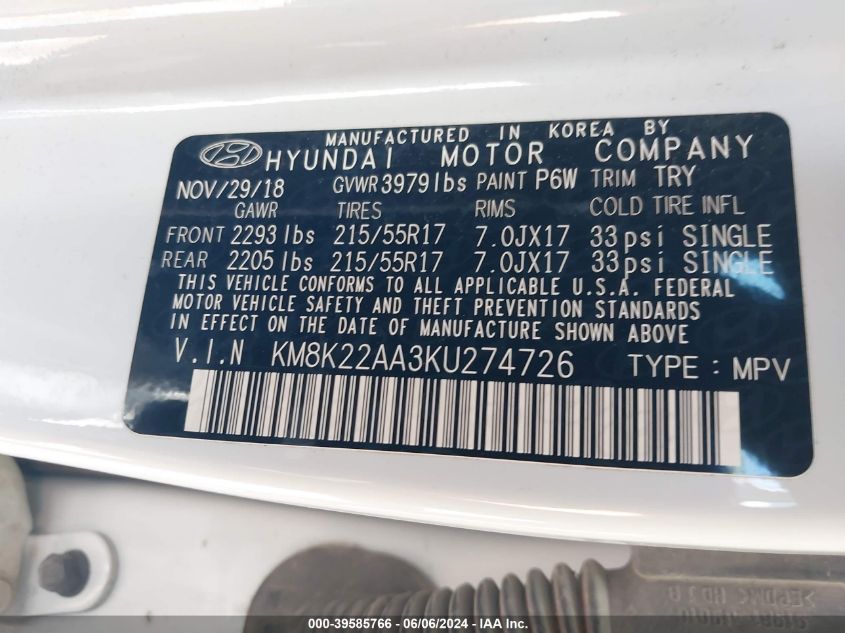 MANUFACTURED IN KOREA BY
HYUNDAI MOTOR COMPANY
NOV/29/18 GVWR 3979lbs PAINT P6W TRIM TRY
GAWR TIRES RIMS COLD TIRE INFL
FRONT 2293 lbs 215/55R17 7.0JX17 33psi SINGLE
REAR 2205 lbs 215/55R17 7.0JX17 33psi SINGLE
THIS VEHICLE CONFORMS TO ALL APPLICABLE U.S.A. FEDERAL
MOTOR VEHICLE SAFETY AND THEFT PREVENTION STANDARDS
IN EFFECT ON THE DATE OF MANUFACTURE SHOWN ABOVE
V.I.N KM8K22AA3KU274726 TYPE : MPV
000-39585766 - 06/06/2024 - © IAA Inc.